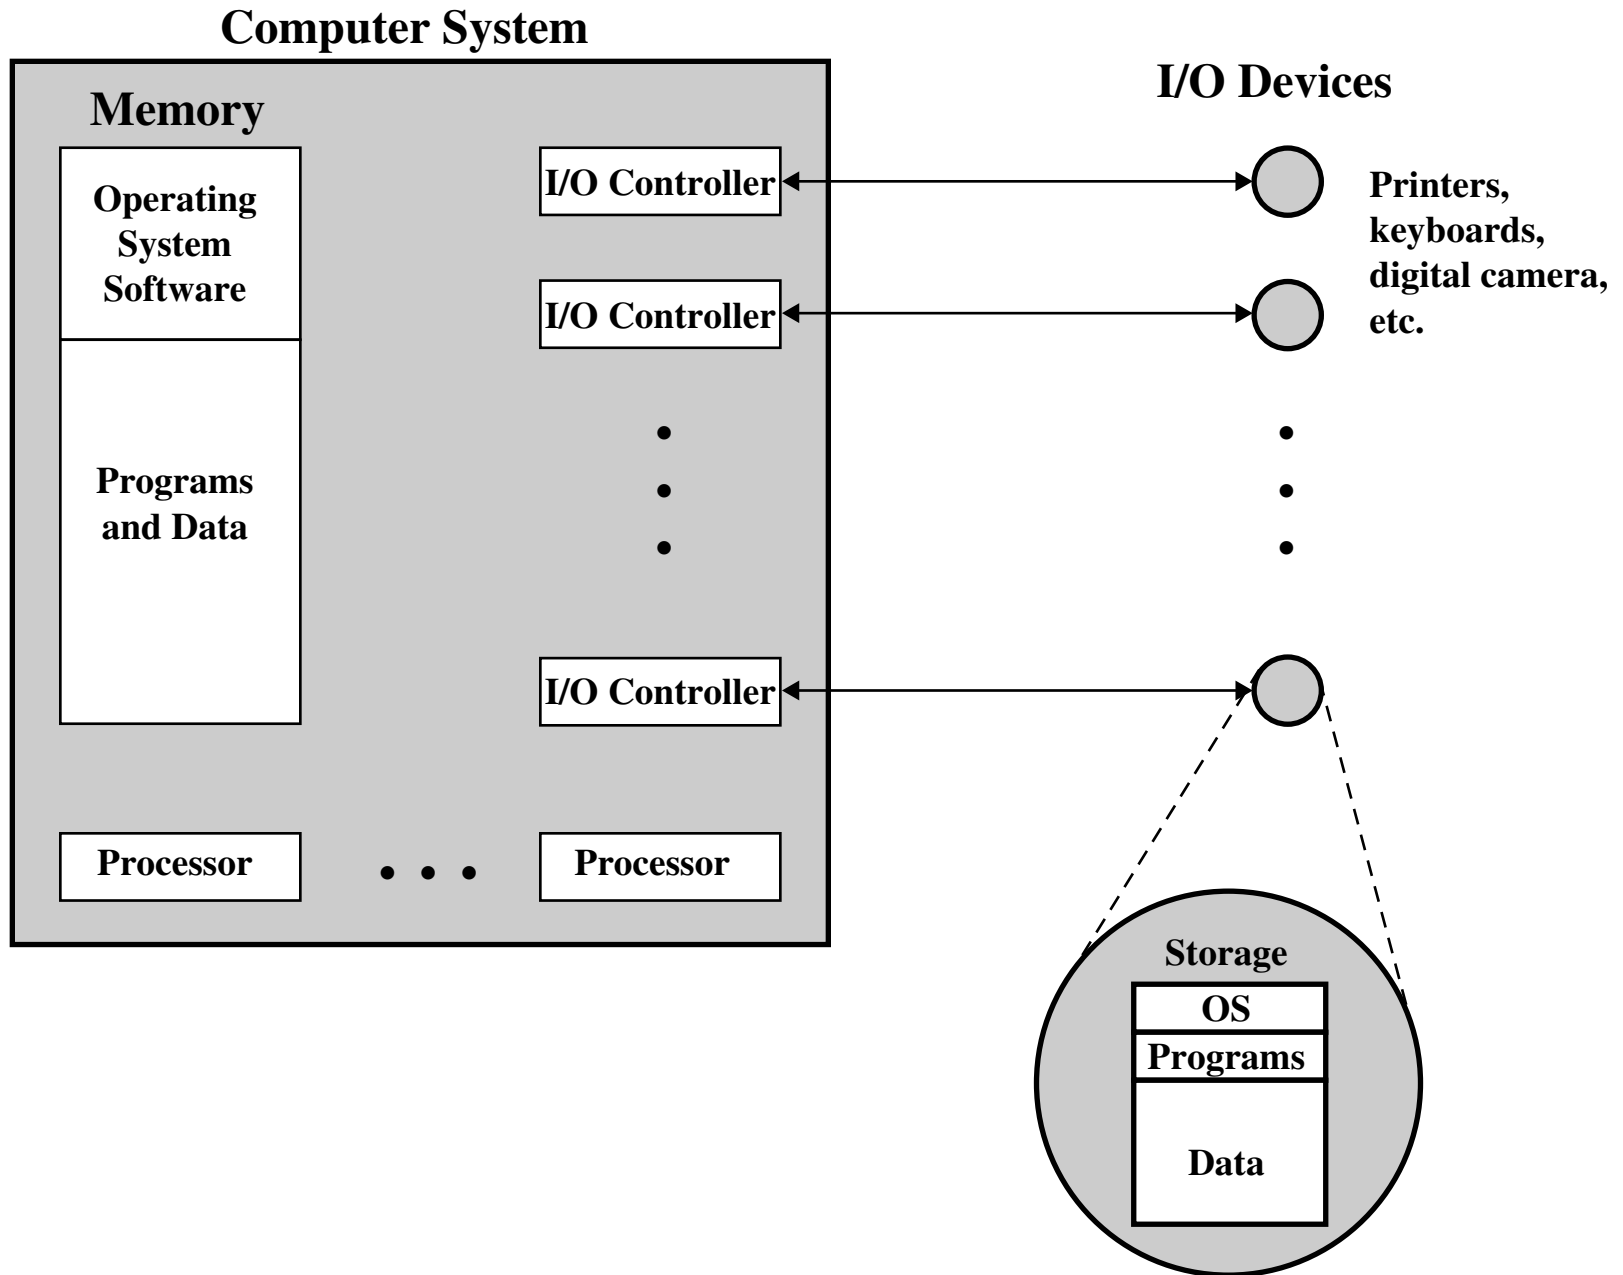 Computer System
I/O Devices
Memory
Operating
System
Software
Programs
and Data
I/O Controller
I/O Controller
I/O Controller
Printers,
keyboards,
digital camera,
etc.
Processor
Processor
Storage
OS
Programs
Data